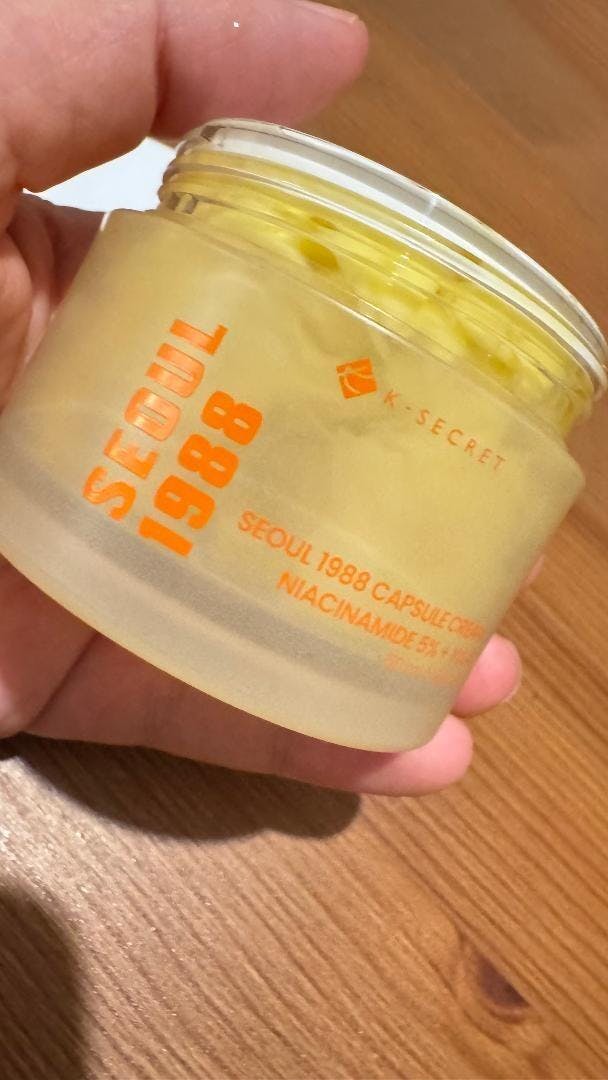 SEOUL
1988
K-SECRET
SEOUL 1988 CAPSULE CREAM
NIACINAMIDE 5% +